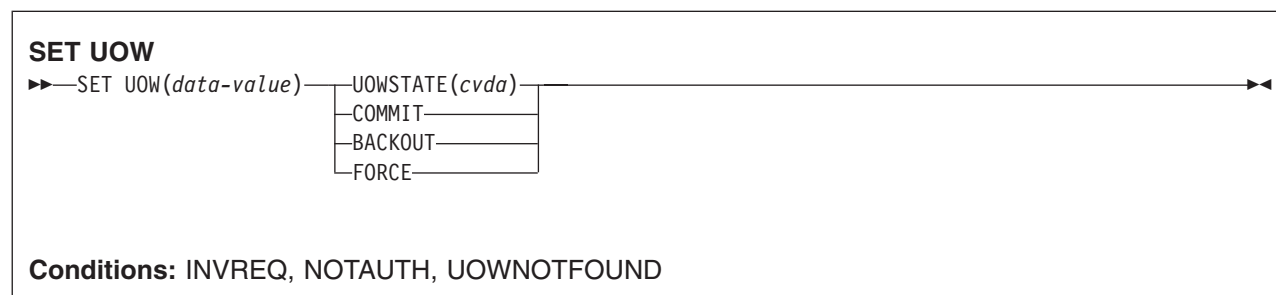 SET UOW
SET UOW(data-value) UOWSTATE(cvda)
COMMIT
BACKOUT
FORCE
Conditions: INVREQ, NOTAUTH, UOWNOTFOUND